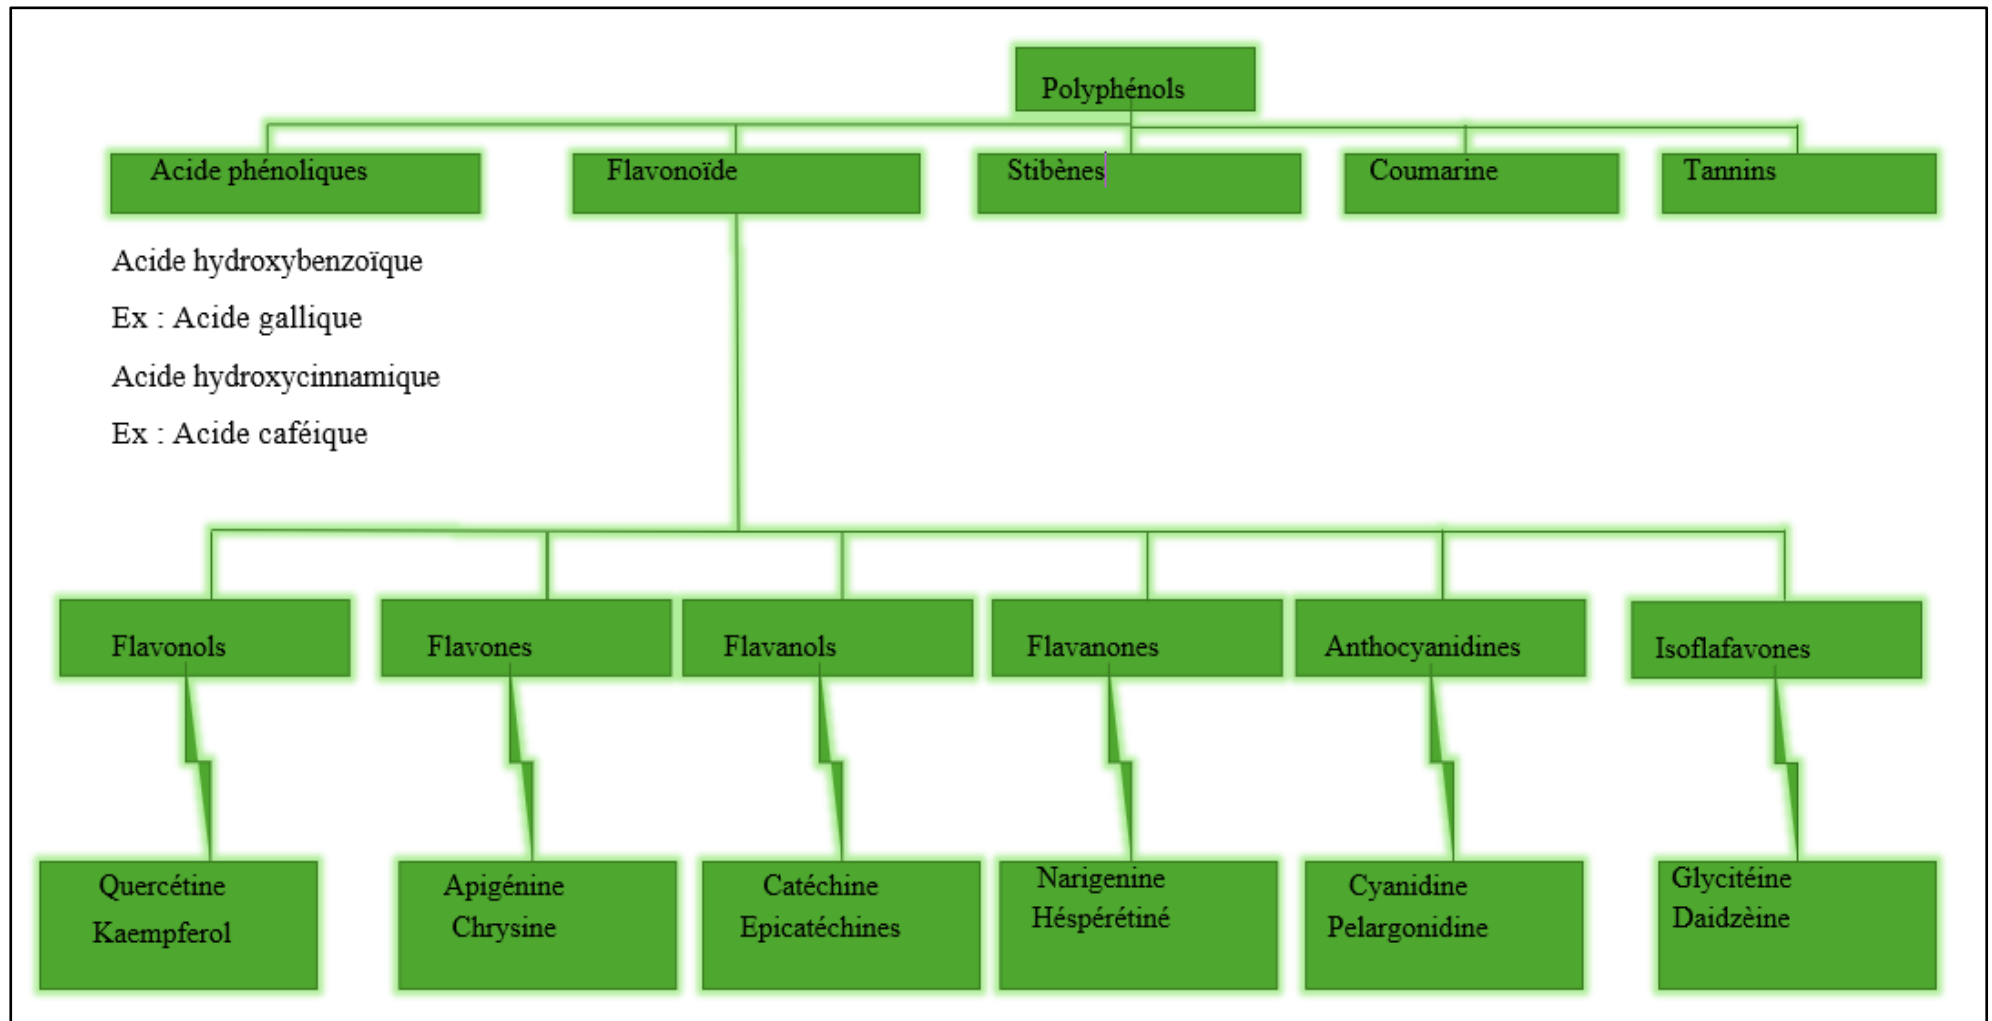 Polyphénols
Acide phénoliques
Flavonoïde
Stibènes
Coumarine
Tannins
Acide hydroxybenzoïque
Ex : Acide gallique
Acide hydroxycinnamique
Ex : Acide caféique
Flavonols
Flavones
Flavanols
Flavanones
Anthocyanidines
Isoflafavones
Quercétine
Kaempferol
Apigénine
Chrysine
Catéchine
Epicatéchines
Narigenine
Héspérétiné
Cyanidine
Pelargonidine
Glycitéine
Daidzèine